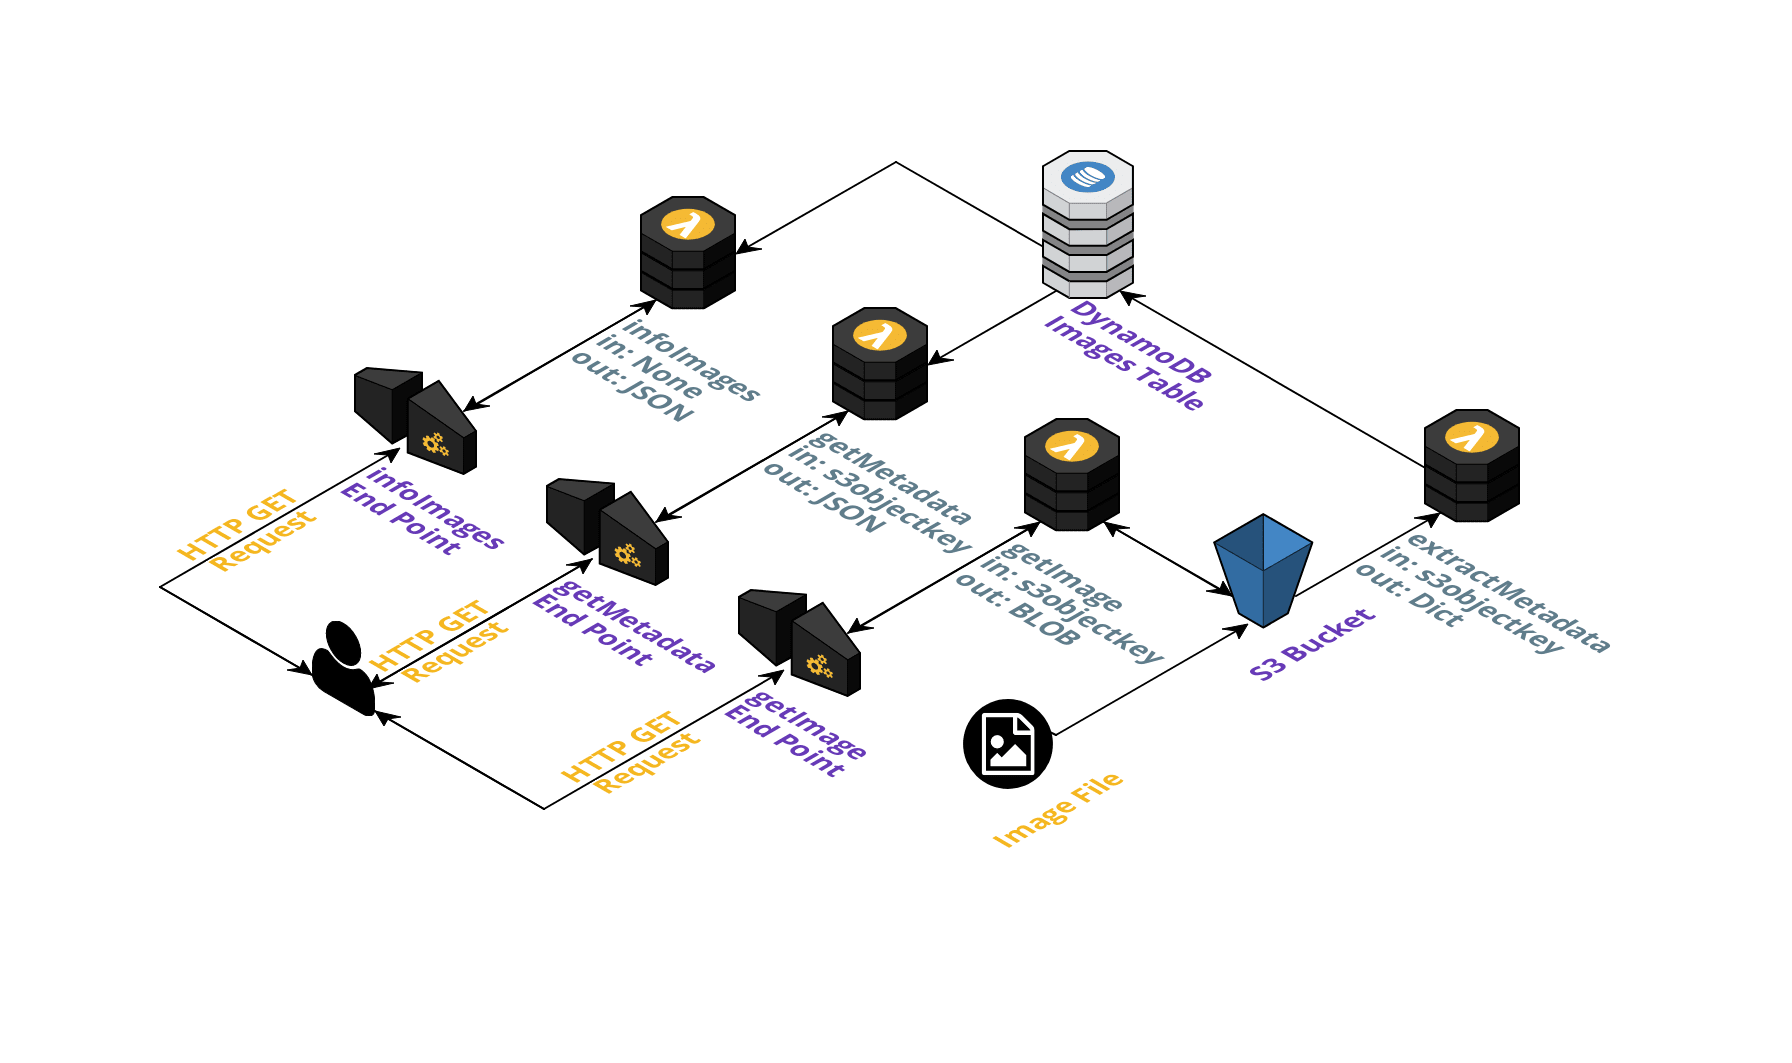 infoImages
in: None
out: JSON
DynamoDB
Images Table
getMetadata
in: s3objectkey
out: JSON
HTTP GET
Request
infoImages
End Point
getImage
in: s3objectkey
out: BLOB
extractMetadata
in: s3objectkey
out: Dict
HTTP GET
Request
getMetadata
End Point
S3 Bucket
HTTP GET
Request
getImage
End Point
Image File